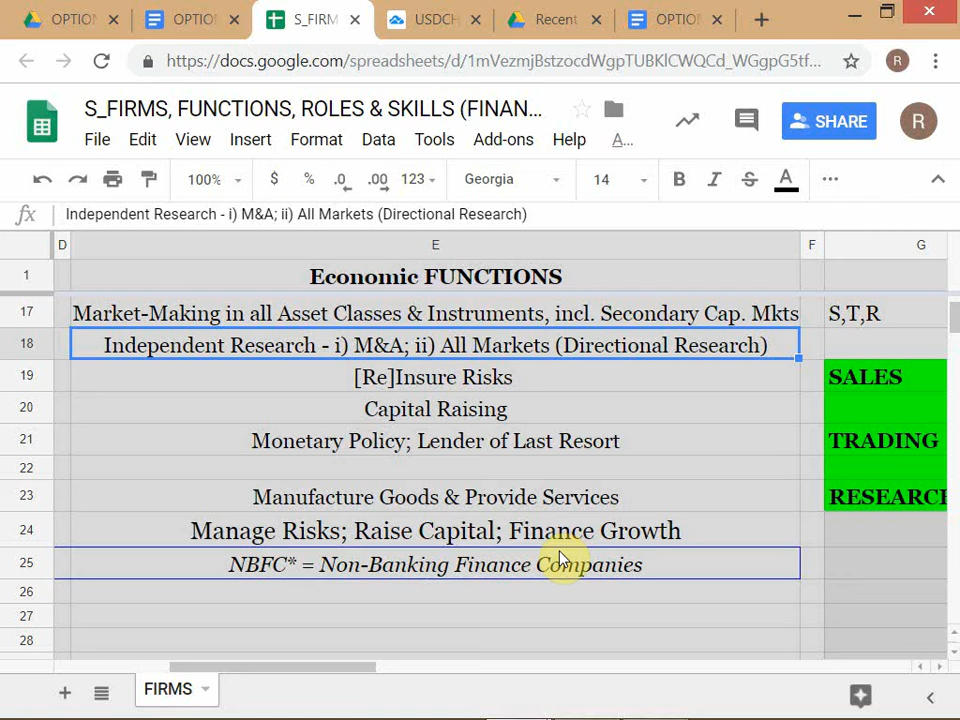 OPTIO
OPTIO
S_FIRM
USDCH
Recent
OPTIO
https://docs.google.com/spreadsheets/d/1mVezmjBstzocdWgpTUBKlCWQCd_WGgpG5tf...
R
S_FIRMS, FUNCTIONS, ROLES & SKILLS (FINAN...
File Edit View Insert Format Data Tools Add-ons Help A...
SHARE
R
100% $ % .0 .00 123 Georgia 14 B I S A
fx Independent Research - i) M&A; ii) All Markets (Directional Research)
D E F G
1 Economic FUNCTIONS
17 Market-Making in all Asset Classes & Instruments, incl. Secondary Cap. Mkts S,T,R
18 Independent Research - i) M&A; ii) All Markets (Directional Research)
19 [Re]Insure Risks SALES
20 Capital Raising
21 Monetary Policy; Lender of Last Resort TRADING
22
23 Manufacture Goods & Provide Services RESEARCH
24 Manage Risks; Raise Capital; Finance Growth
25 NBFC* = Non-Banking Finance Companies
26
27
28
FIRMS